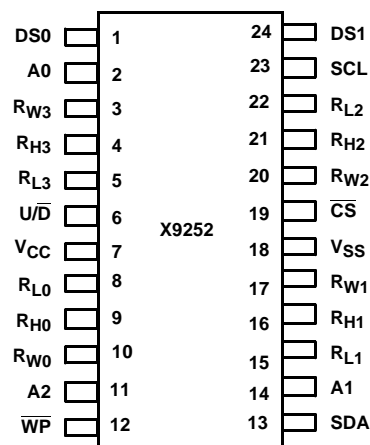 DS0 1 24 DS1
A0 2 23 SCL
RW3 3 22 RL2
RH3 4 21 RH2
RL3 5 20 RW2
U/D̅ 6 19 C̅S̅
X9252
VCC 7 18 VSS
RL0 8 17 RW1
RH0 9 16 RH1
RW0 10 15 RL1
A2 11 14 A1
W̅P̅ 12 13 SDA